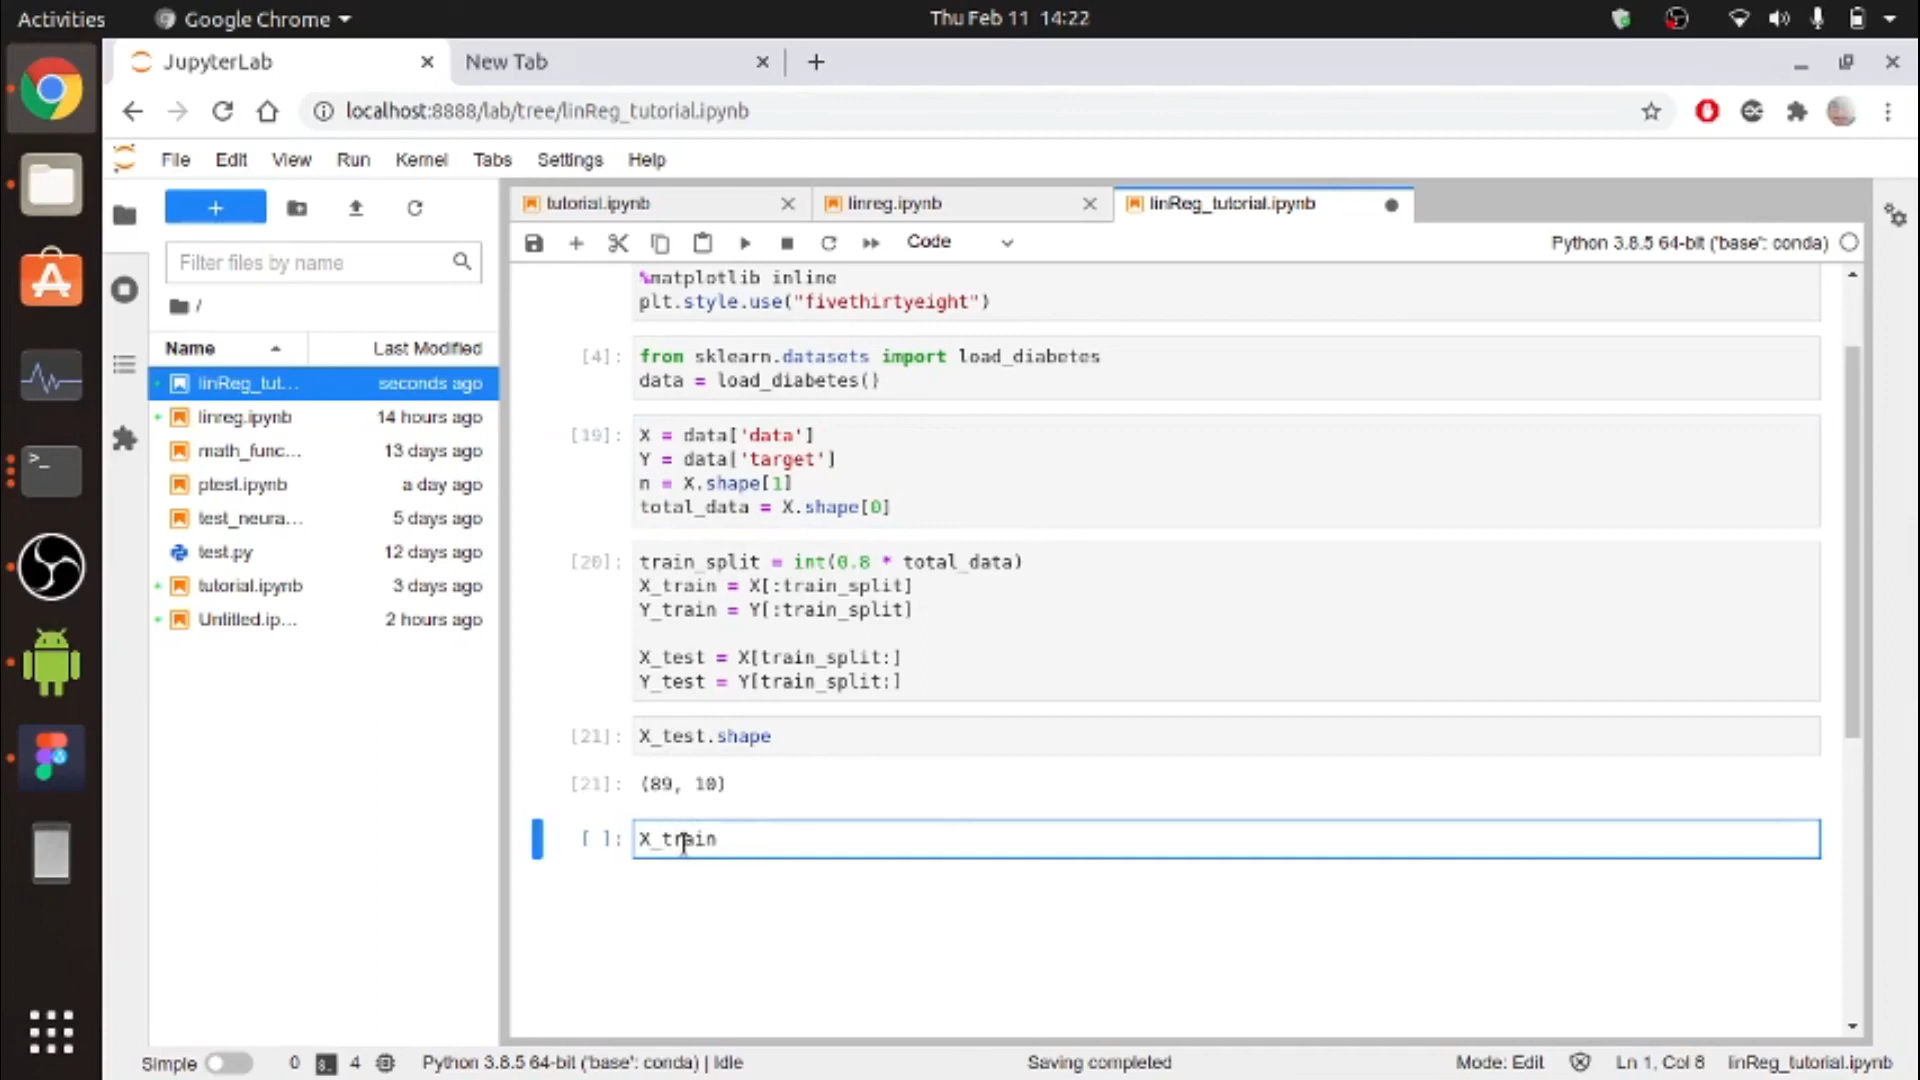 Activities
Google Chrome
Thu Feb 11 14:22
JupyterLab
New Tab
localhost:8888/lab/tree/linReg_tutorial.ipynb
File Edit View Run Kernel Tabs Settings Help
tutorial.ipynb
linreg.ipynb
linReg_tutorial.ipynb
Code
Python 3.8.5 64-bit ('base': conda)
Filter files by name
/
Name Last Modified
linReg_tut... seconds ago
linreg.ipynb 14 hours ago
math_func... 13 days ago
ptest.ipynb a day ago
test_neura... 5 days ago
test.py 12 days ago
tutorial.ipynb 3 days ago
Untitled.ip... 2 hours ago
%matplotlib inline
plt.style.use("fivethirtyeight")
[4]: from sklearn.datasets import load_diabetes
data = load_diabetes()
[19]: X = data['data']
Y = data['target']
n = X.shape[1]
total_data = X.shape[0]
[20]: train_split = int(0.8 * total_data)
X_train = X[:train_split]
Y_train = Y[:train_split]
X_test = X[train_split:]
Y_test = Y[train_split:]
[21]: X_test.shape
[21]: (89, 10)
[ ]: X_train
Simple
0
4
Python 3.8.5 64-bit ('base': conda) | Idle
Saving completed
Mode: Edit
Ln 1, Col 8
linReg_tutorial.ipynb